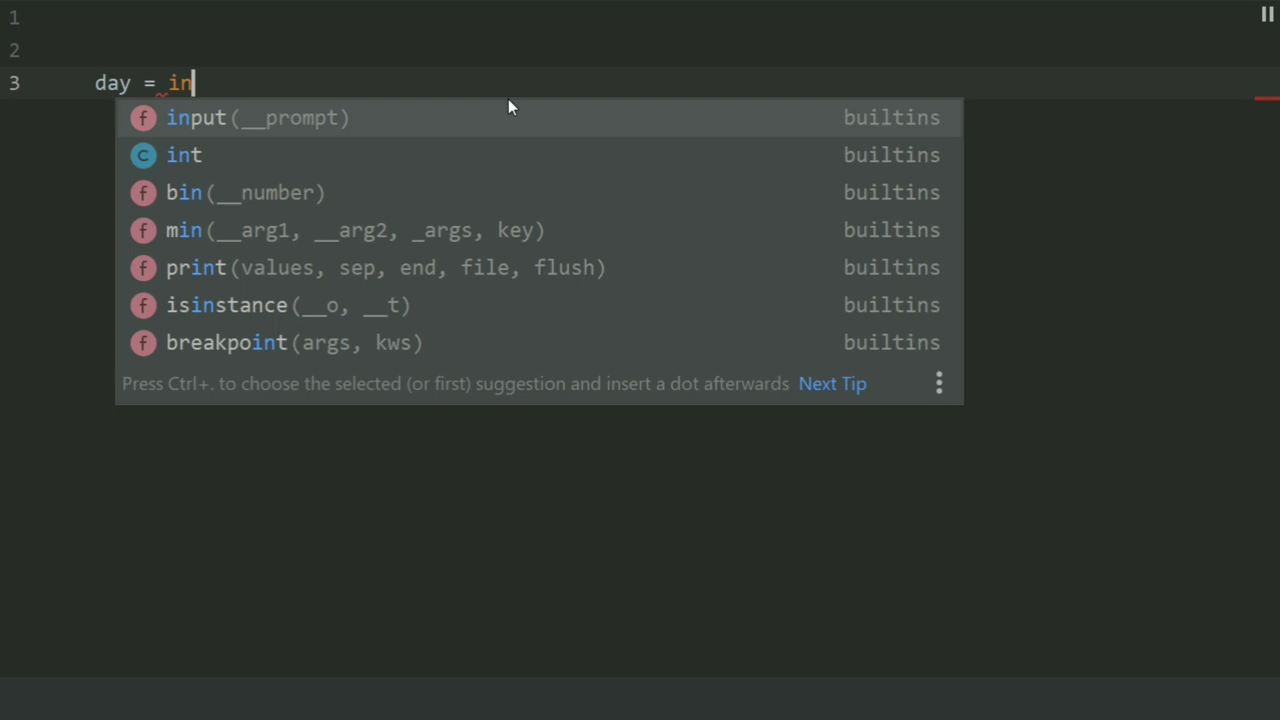 1
2
3 day = in
f input(__prompt) builtins
C int builtins
f bin(__number) builtins
f min(__arg1, __arg2, _args, key) builtins
f print(values, sep, end, file, flush) builtins
f isinstance(__o, __t) builtins
f breakpoint(args, kws) builtins
Press Ctrl+. to choose the selected (or first) suggestion and insert a dot afterwards Next Tip